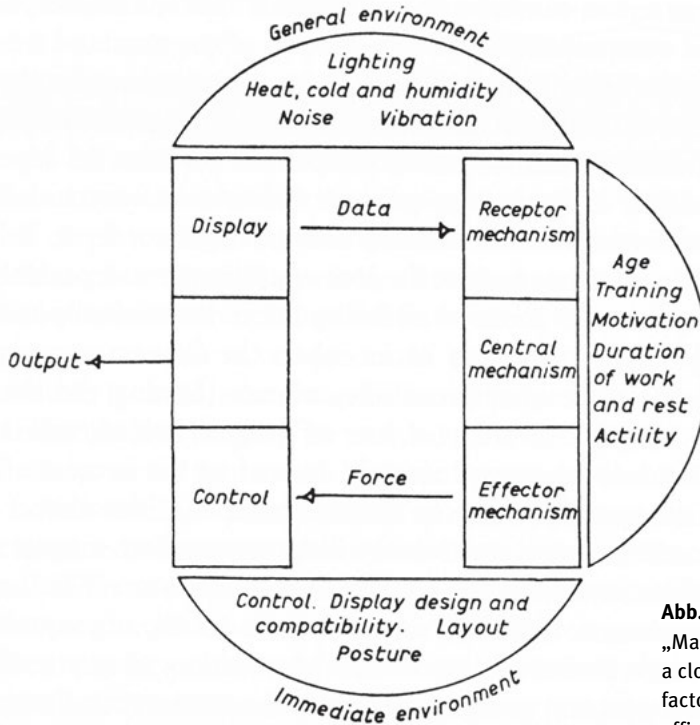 General environment
Lighting
Heat, cold and humidity
Noise Vibration
Display
Data
Receptor
mechanism
Age
Training
Motivation
Duration
of work
and rest
Actility
Output
Central
mechanism
Control
Force
Effector
mechanism
Control. Display design and
compatibility. Layout
Posture
Immediate environment
Abb.
„Ma
a clo
facto